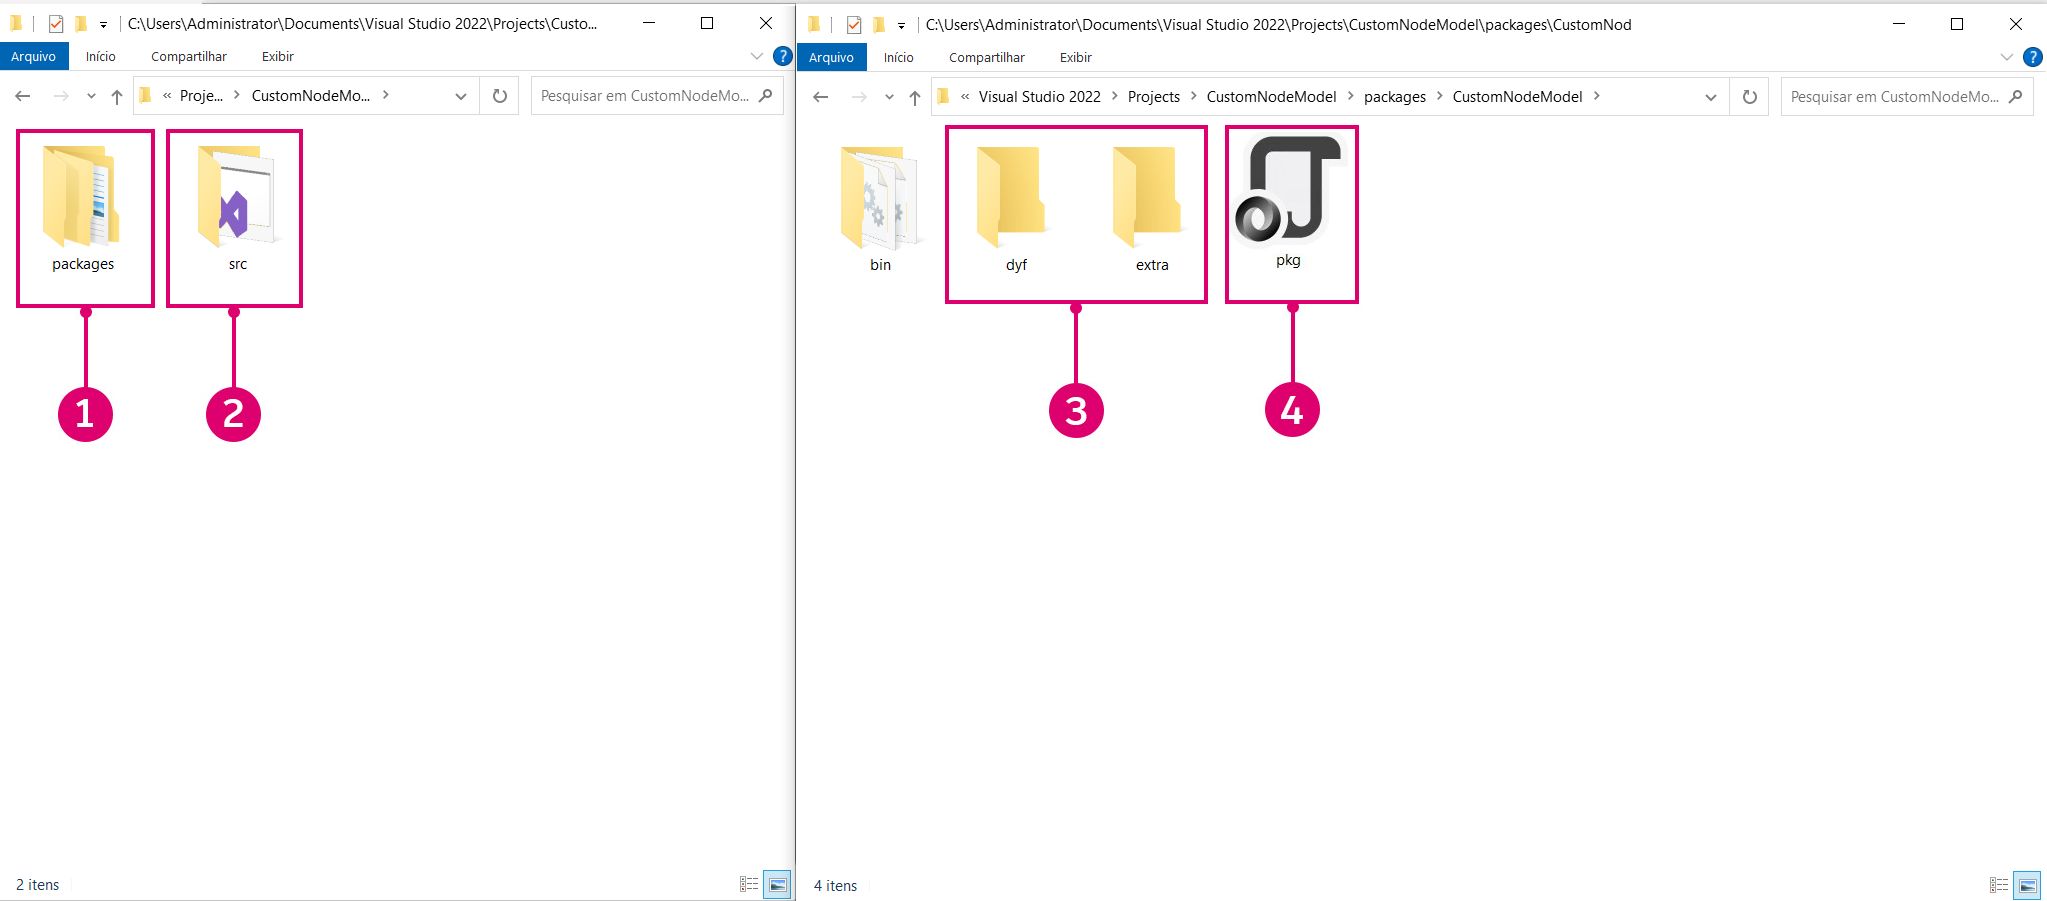 C:\Users\Administrator\Documents\Visual Studio 2022\Projects\Custo...
Arquivo Início Compartilhar Exibir ?
« Proje... > CustomNodeMo... >
Pesquisar em CustomNodeMo...
packages
src
1
2
2 itens
C:\Users\Administrator\Documents\Visual Studio 2022\Projects\CustomNodeModel\packages\CustomNod
Arquivo Início Compartilhar Exibir ?
« Visual Studio 2022 > Projects > CustomNodeModel > packages > CustomNodeModel >
Pesquisar em CustomNodeMo...
bin
dyf
extra
pkg
3
4
4 itens